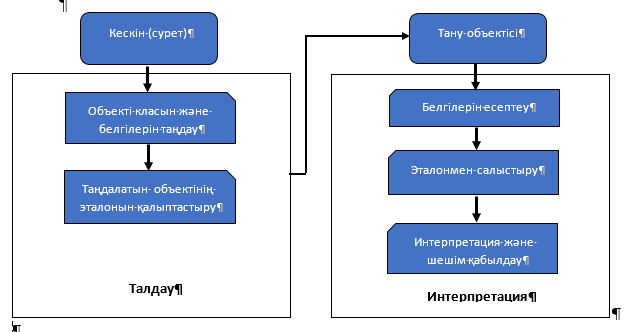 Кескін (сурет)¶
Объекті класын және
белгілерін таңдау¶
Таңдалатын объектінің
эталонын қалыптастыру¶
Талдау¶
Тану объектісі¶
Белгілерін есептеу¶
Эталонмен салыстыру¶
Интерпретация және
шешім қабылдау¶
Интерпретация¶